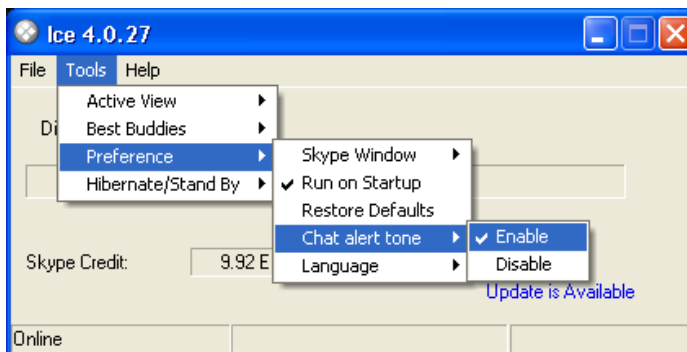 Ice 4.0.27
File Tools Help
Active View
Di
Best Buddies
Preference
Skype Window
Hibernate/Stand By
Run on Startup
Restore Defaults
Chat alert tone
Enable
Skype Credit:
9.92 E
Language
Disable
Update is Available
Online